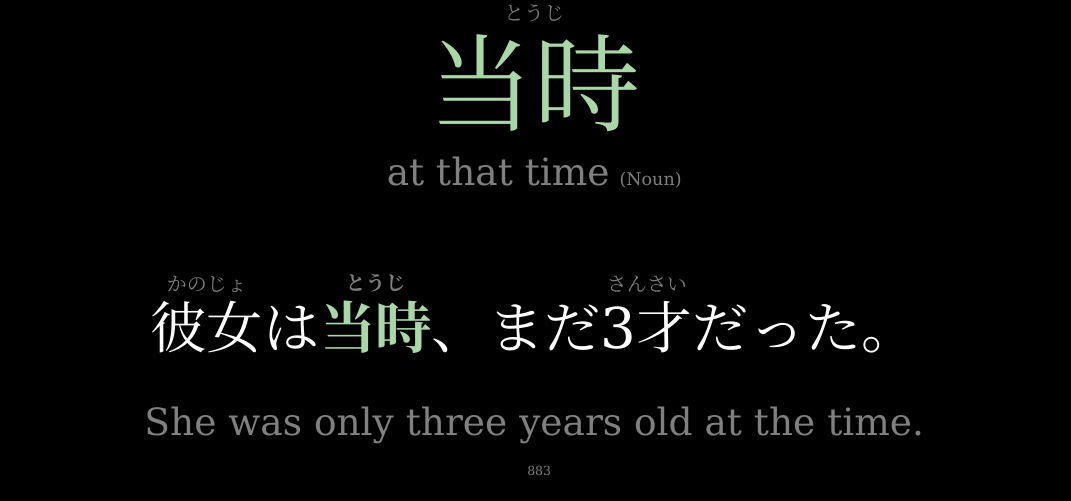 とうじ
当時
at that time (Noun)
かのじょ とうじ さんさい
彼女は当時、まだ3才だった。
She was only three years old at the time.
883